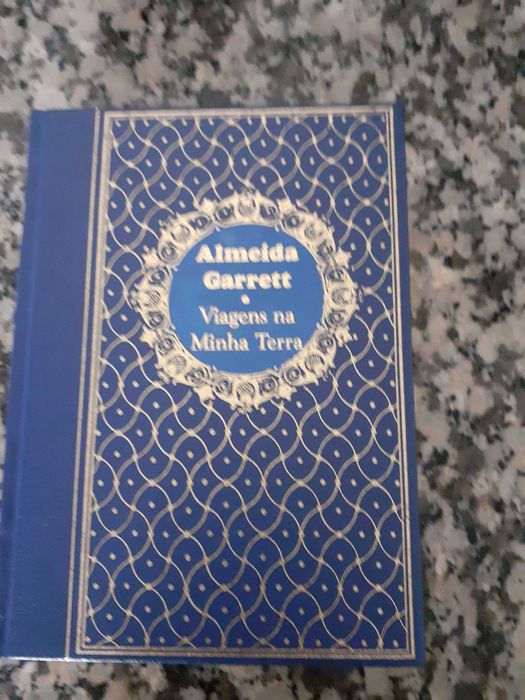 Almeida
Garrett
•
Viagens na
Minha Terra